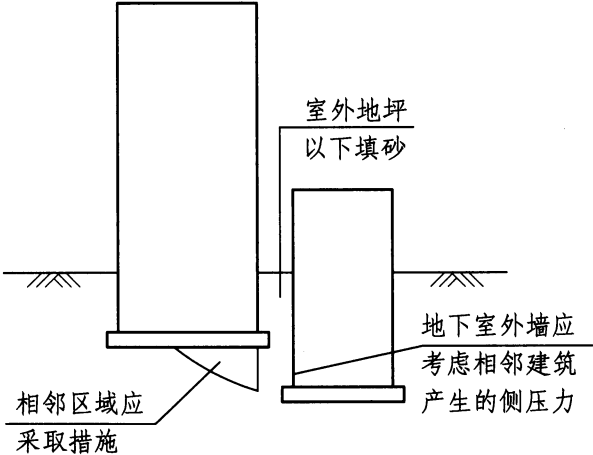 室外地坪
以下填砂
地下室外墙应
考虑相邻建筑
产生的侧压力
相邻区域应
采取措施